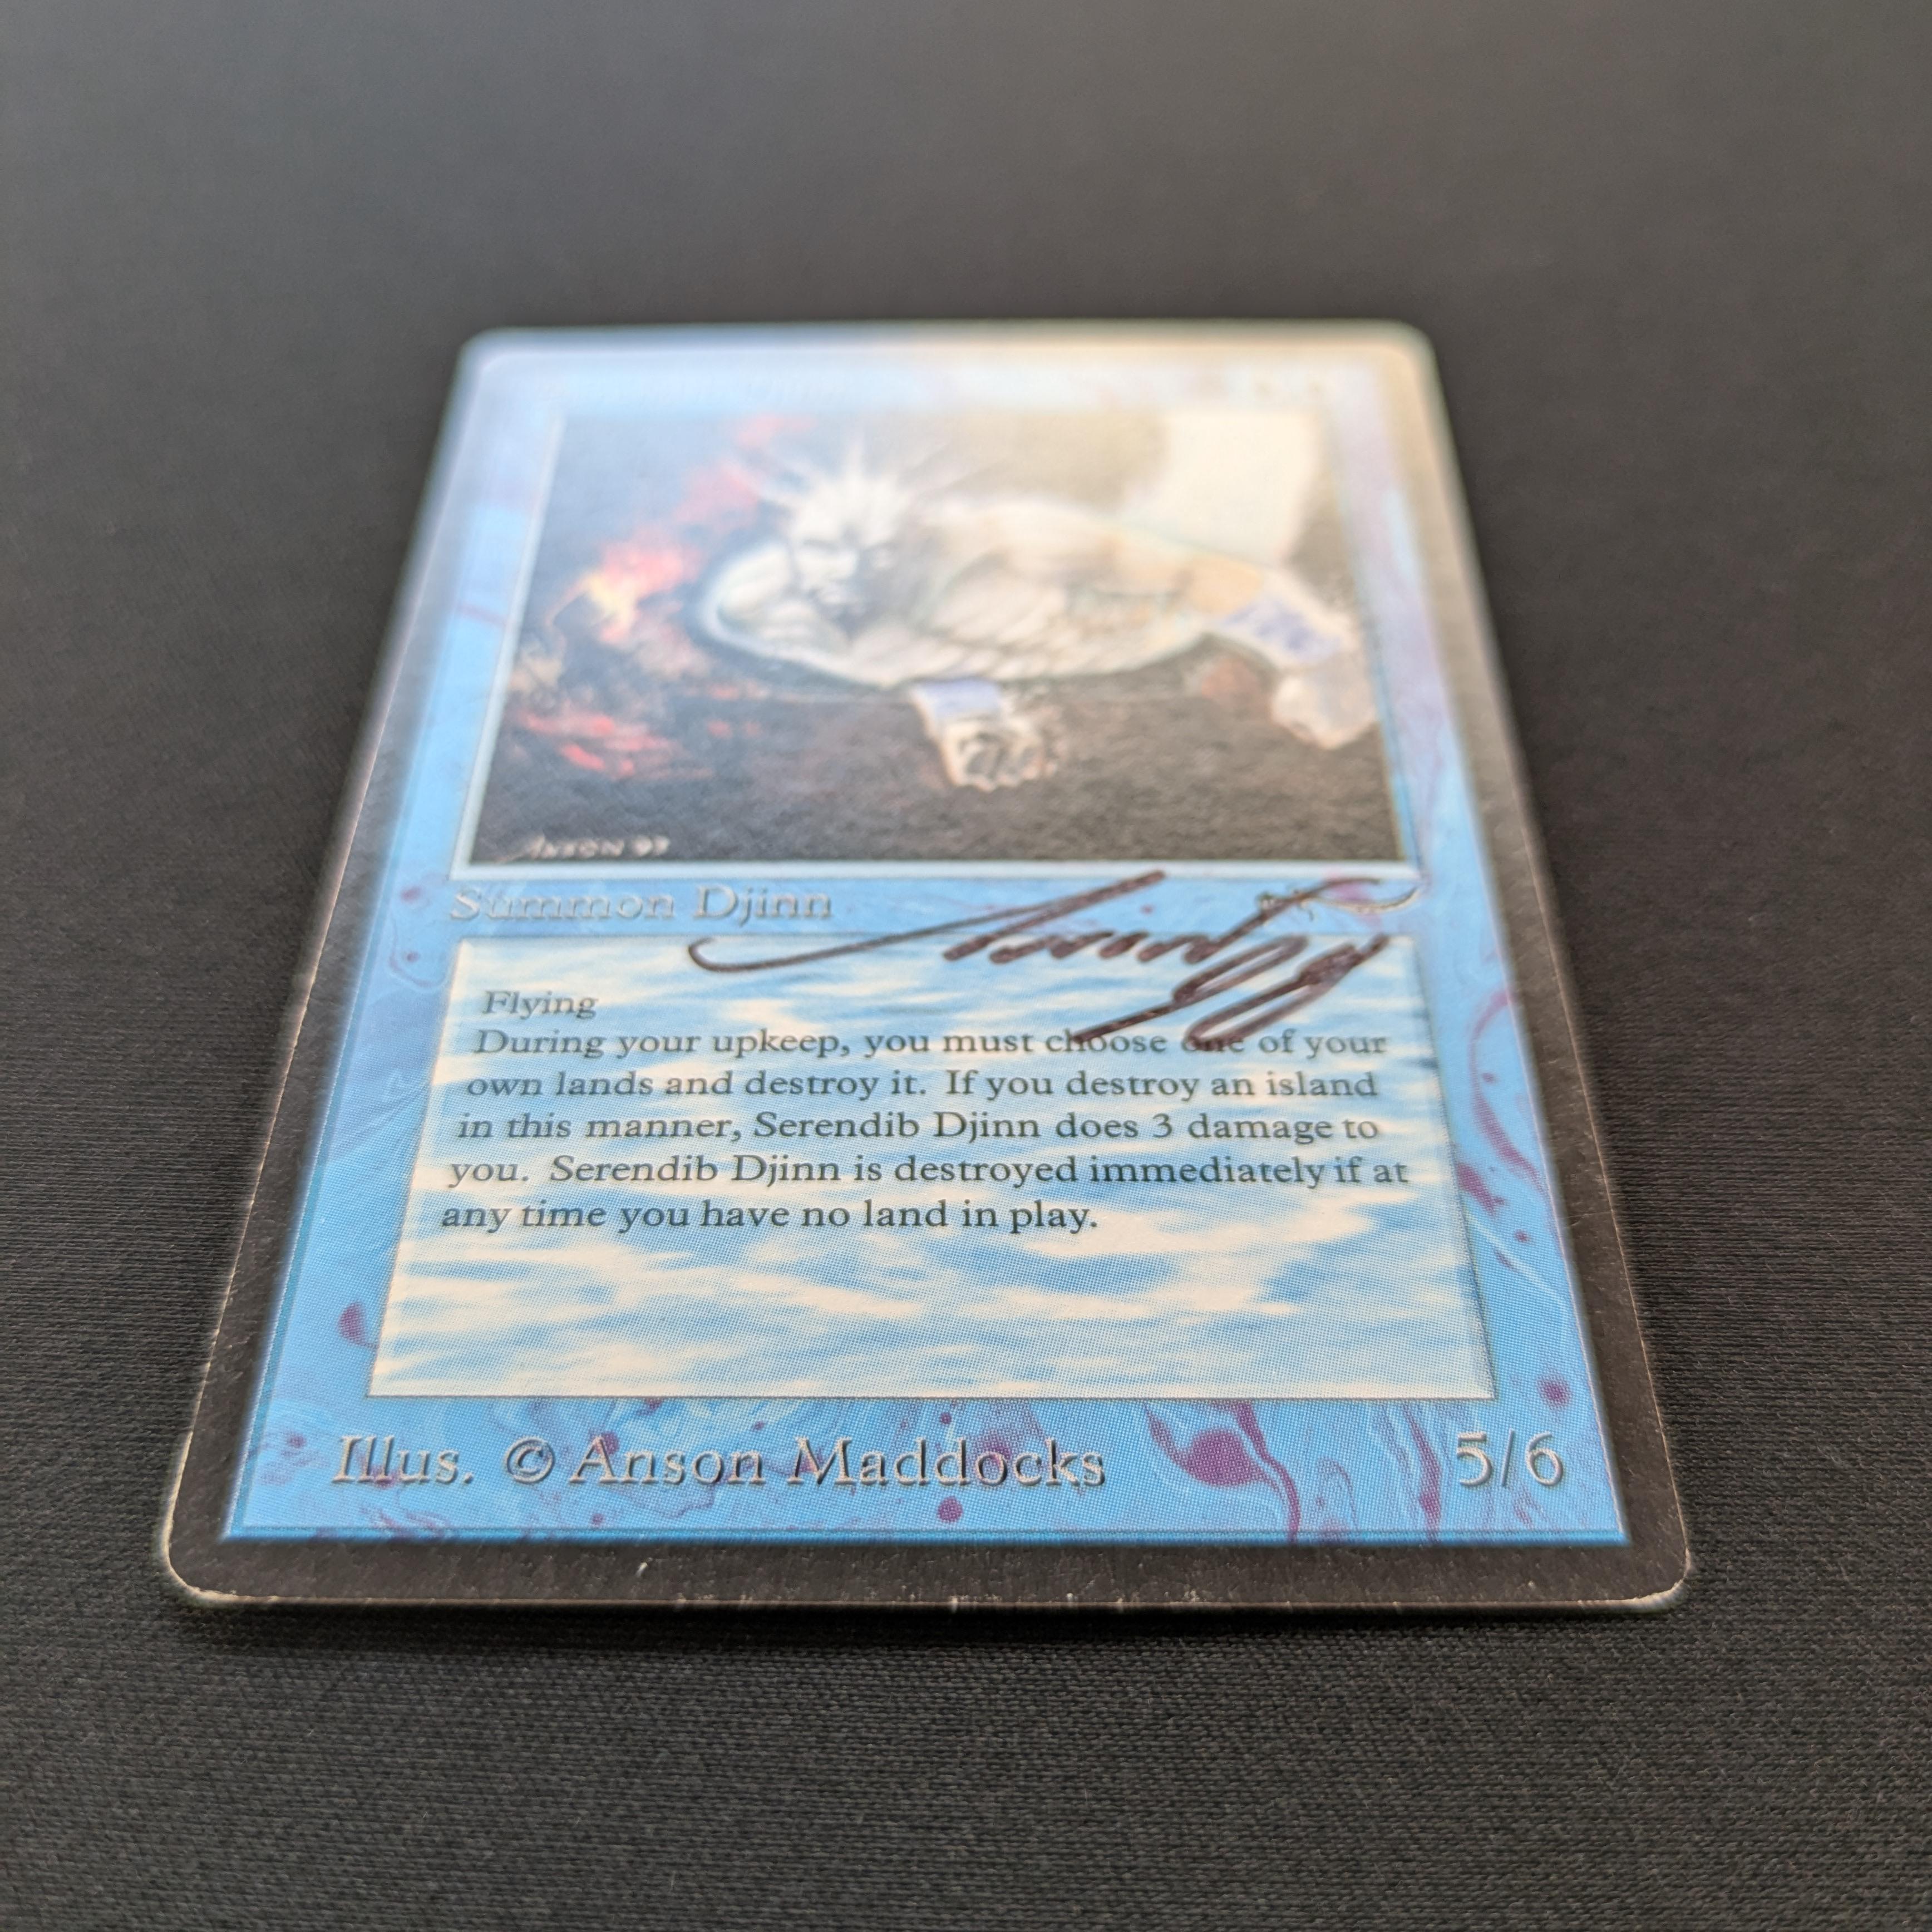 ANSON 93
Summon Djinn
Flying
During your upkeep, you must choose one of your
own lands and destroy it. If you destroy an island
in this manner, Serendib Djinn does 3 damage to
you. Serendib Djinn is destroyed immediately if at
any time you have no land in play.
Illus. © Anson Maddocks
5/6